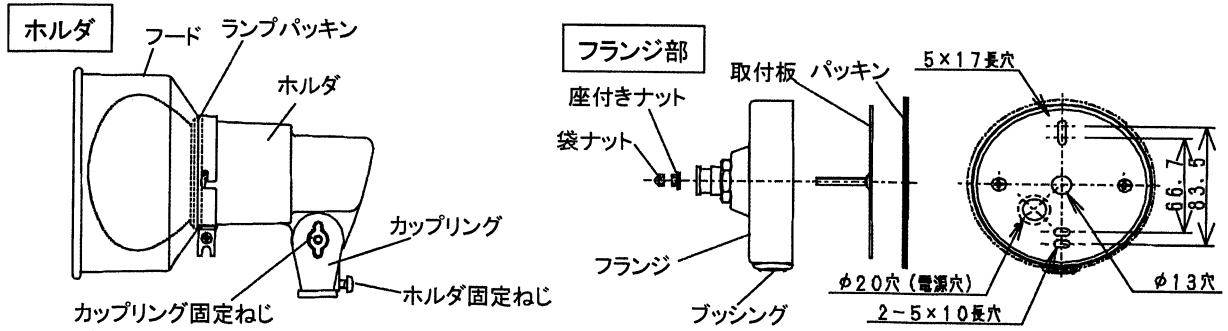 ホルダ
フード
ランプパッキン
ホルダ
カップリング
カップリング固定ねじ
ホルダ固定ねじ
フランジ部
座付きナット
袋ナット
取付板
パッキン
フランジ
ブッシング
5×17長穴
66.7
83.5
φ20穴(電源穴)
φ13穴
2-5×10長穴